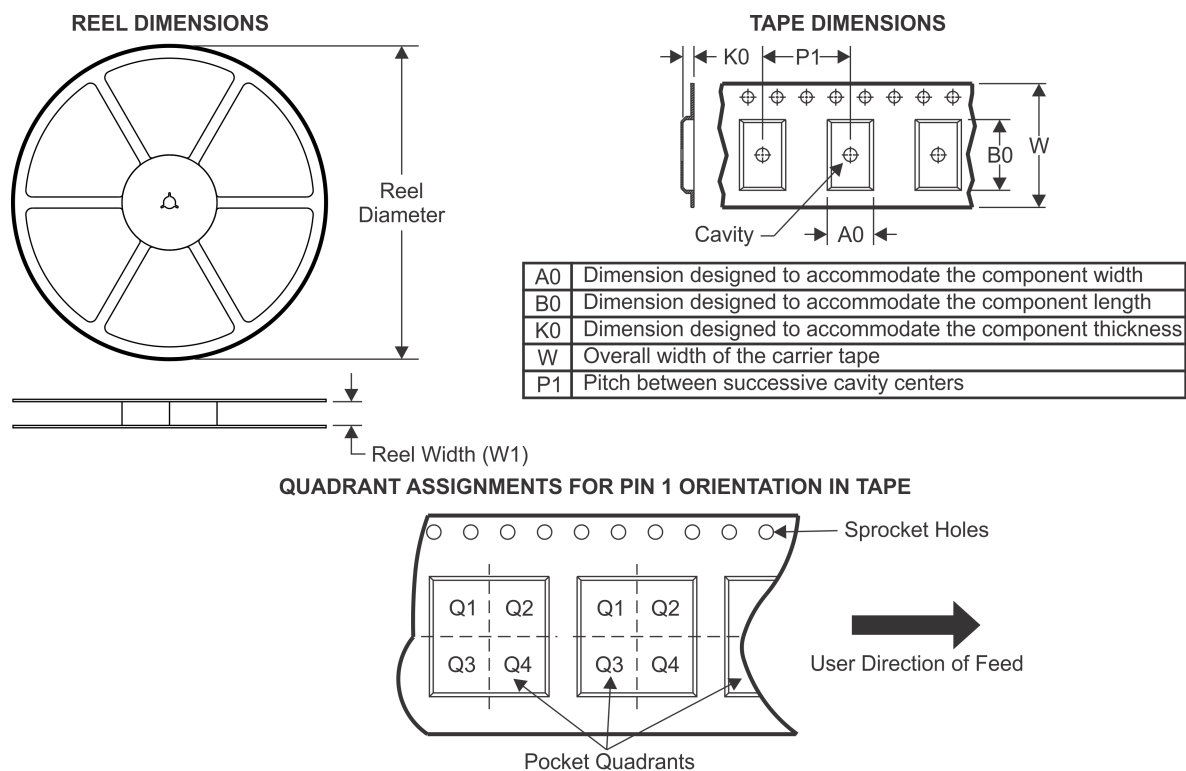 REEL DIMENSIONS
Reel
Diameter
Reel Width (W1)
TAPE DIMENSIONS
K0
P1
B0
W
Cavity
A0
A0 Dimension designed to accommodate the component width
B0 Dimension designed to accommodate the component length
K0 Dimension designed to accommodate the component thickness
W Overall width of the carrier tape
P1 Pitch between successive cavity centers
QUADRANT ASSIGNMENTS FOR PIN 1 ORIENTATION IN TAPE
Sprocket Holes
Q1 Q2 Q1 Q2
Q3 Q4 Q3 Q4
User Direction of Feed
Pocket Quadrants